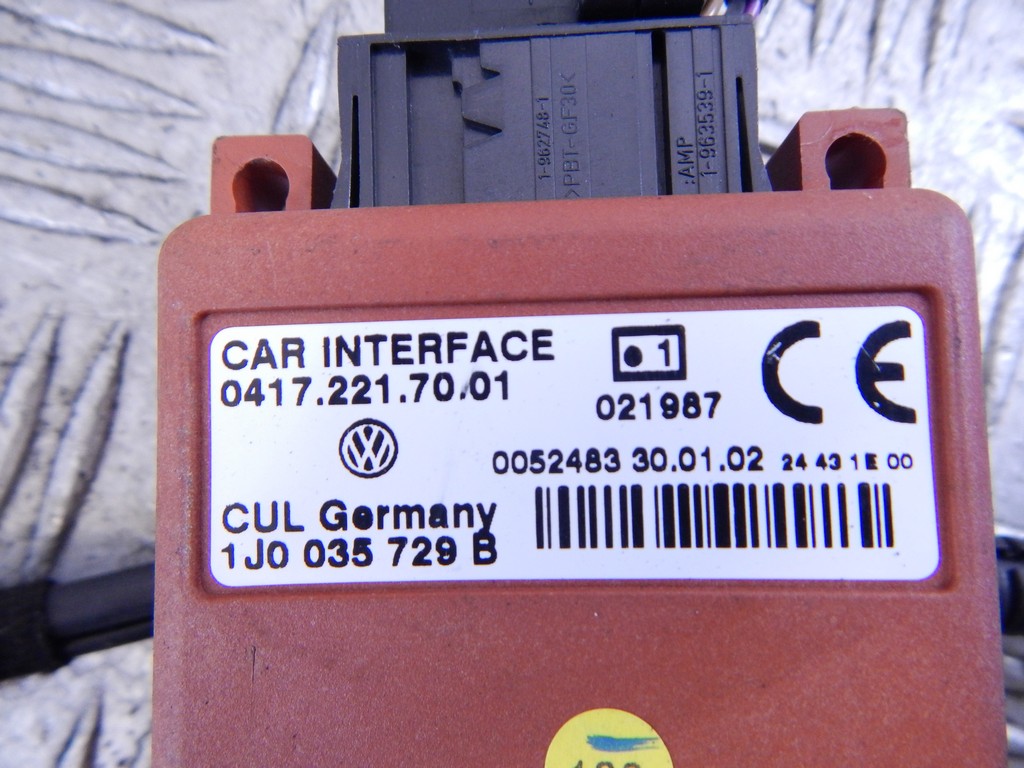 1-962748-1
>PBT-GF30<
:AMP
1-963539-1
CAR INTERFACE
0417.221.70.01
1
021987
CE
0052483 30.01.02 24 43 1 E 00
CUL Germany
1J0 035 729 B